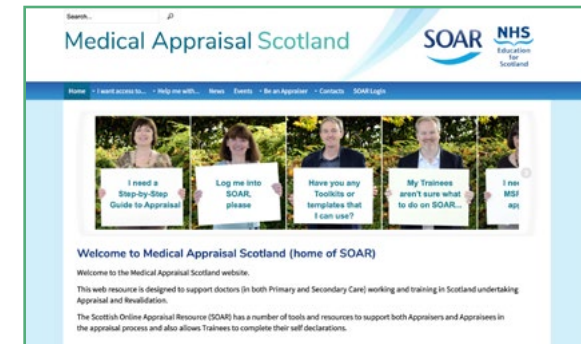 Search...
Medical Appraisal Scotland
SOAR
NHS
Education
for
Scotland
Home
I want access to...
Help me with...
News
Events
Be an Appraiser
Contacts
SOAR Login
I need a
Step-by-Step
Guide to Appraisal
Log me into
SOAR,
please
Have you any
Toolkits or
templates that
I can use?
My Trainees
aren't sure what
to do on SOAR...
I nee
MSF
app
Welcome to Medical Appraisal Scotland (home of SOAR)
Welcome to the Medical Appraisal Scotland website.
This web resource is designed to support doctors (in both Primary and Secondary Care) working and training in Scotland undertaking
Appraisal and Revalidation.
The Scottish Online Appraisal Resource (SOAR) has a number of tools and resources to support both Appraisers and Appraisees in
the appraisal process and also allows Trainees to complete their self declarations.